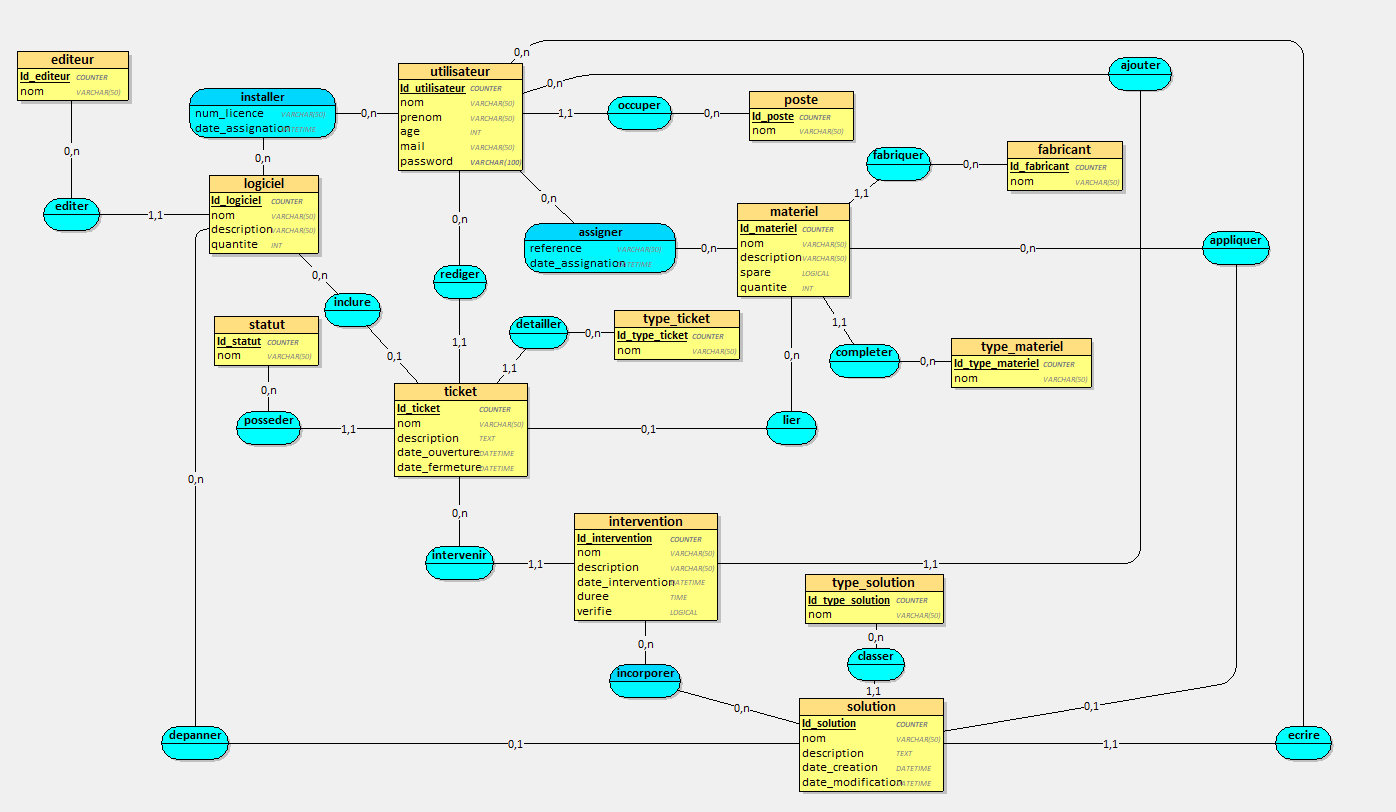 editeur
Id_editeur COUNTER
nom VARCHAR(50)
0,n
editer
1,1
installer
num_licence VARCHAR(50)
date_assignation DATETIME
0,n
0,n
logiciel
Id_logiciel COUNTER
nom VARCHAR(50)
description VARCHAR(50)
quantite INT
utilisateur
Id_utilisateur COUNTER
nom VARCHAR(50)
prenom VARCHAR(50)
age INT
mail VARCHAR(50)
password VARCHAR(100)
0,n
0,n
ajouter
1,1
occuper
0,n
poste
Id_poste COUNTER
nom VARCHAR(50)
fabriquer
0,n
1,1
fabricant
Id_fabricant COUNTER
nom VARCHAR(50)
0,n
assigner
reference VARCHAR(50)
date_assignation DATETIME
0,n
materiel
Id_materiel COUNTER
nom VARCHAR(50)
description VARCHAR(50)
spare LOGICAL
quantite INT
0,n
appliquer
0,n
rediger
1,1
0,n
inclure
0,1
statut
Id_statut COUNTER
nom VARCHAR(50)
0,n
posseder
1,1
detailler
0,n
1,1
type_ticket
Id_type_ticket COUNTER
nom VARCHAR(50)
1,1
completer
0,n
type_materiel
Id_type_materiel COUNTER
nom VARCHAR(50)
0,n
lier
0,1
ticket
Id_ticket COUNTER
nom VARCHAR(50)
description TEXT
date_ouverture DATETIME
date_fermeture DATETIME
0,n
0,n
intervenir
1,1
intervention
Id_intervention COUNTER
nom VARCHAR(50)
description VARCHAR(50)
date_intervention DATETIME
duree TIME
verifie LOGICAL
1,1
type_solution
Id_type_solution COUNTER
nom VARCHAR(50)
0,n
classer
1,1
0,n
incorporer
0,n
solution
Id_solution COUNTER
nom VARCHAR(50)
description TEXT
date_creation DATETIME
date_modification DATETIME
0,1
depanner
0,1
1,1
ecrire